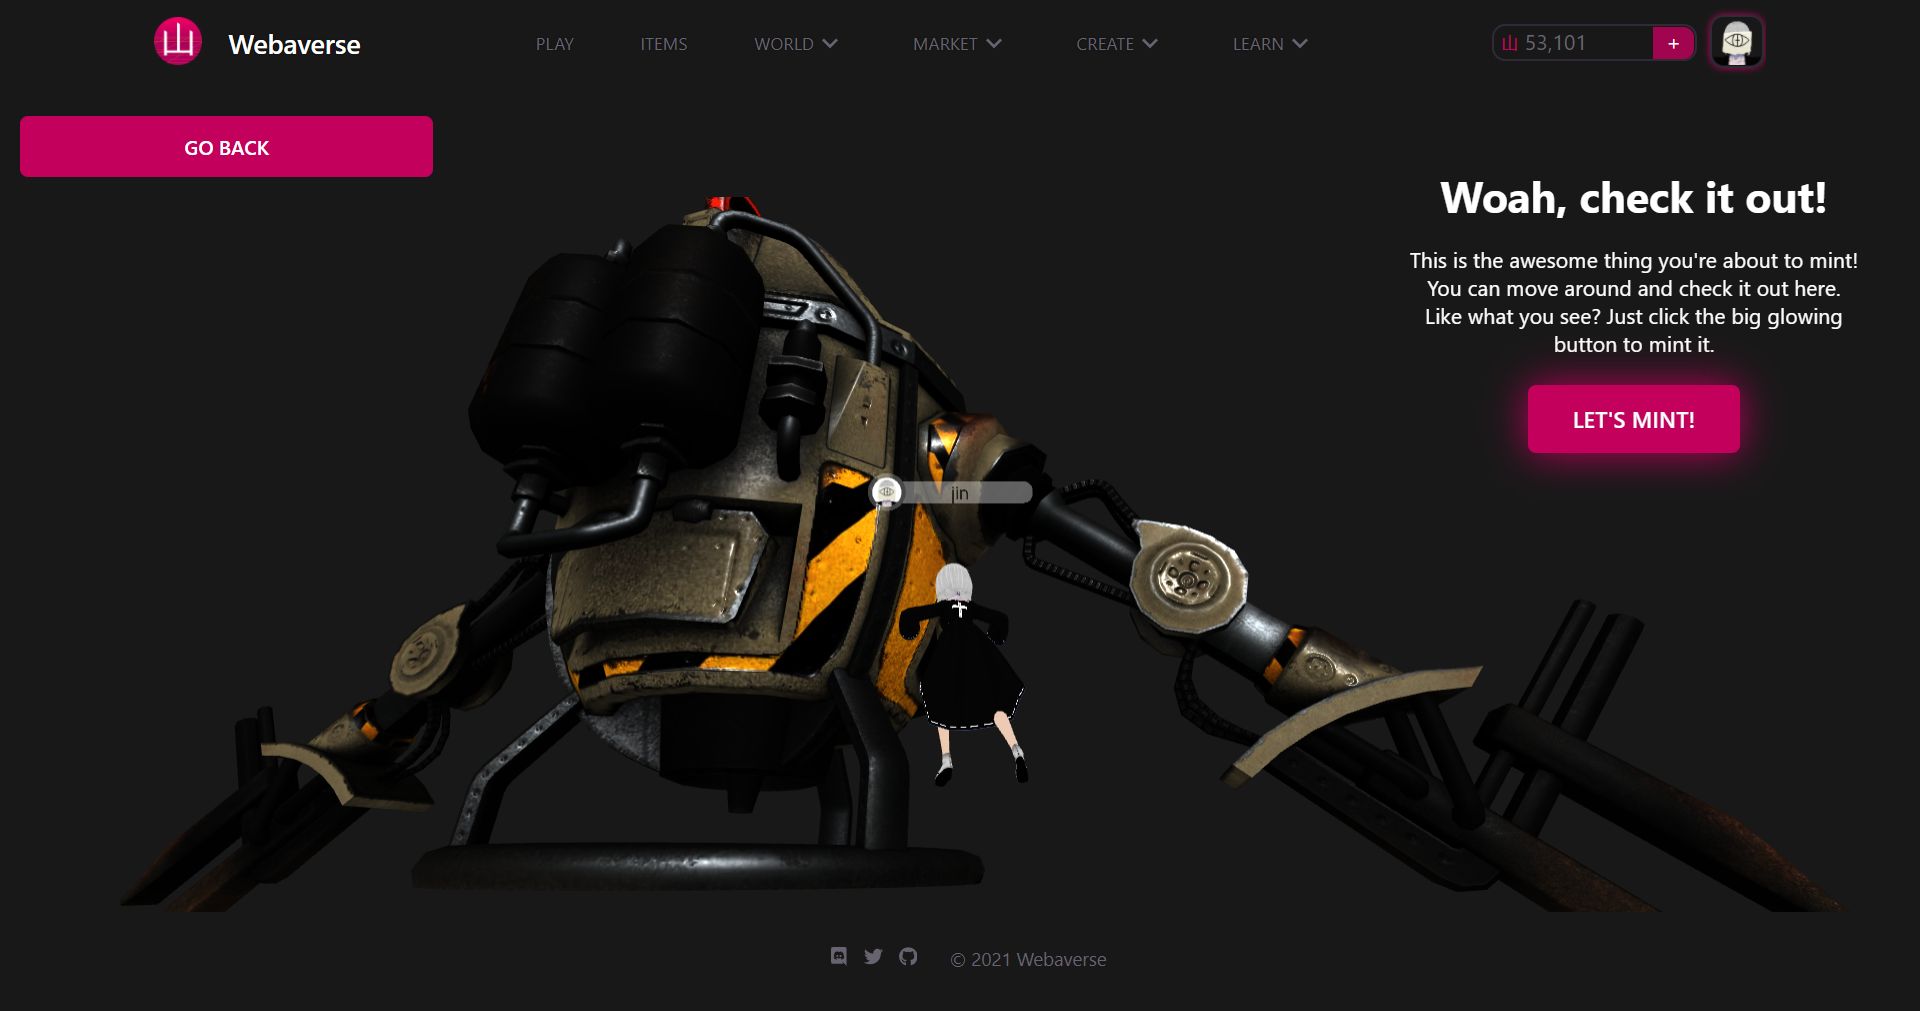 Webaverse
PLAY
ITEMS
WORLD
MARKET
CREATE
LEARN
53,101
+
GO BACK
Woah, check it out!
This is the awesome thing you're about to mint!
You can move around and check it out here.
Like what you see? Just click the big glowing
button to mint it.
LET'S MINT!
jin
© 2021 Webaverse